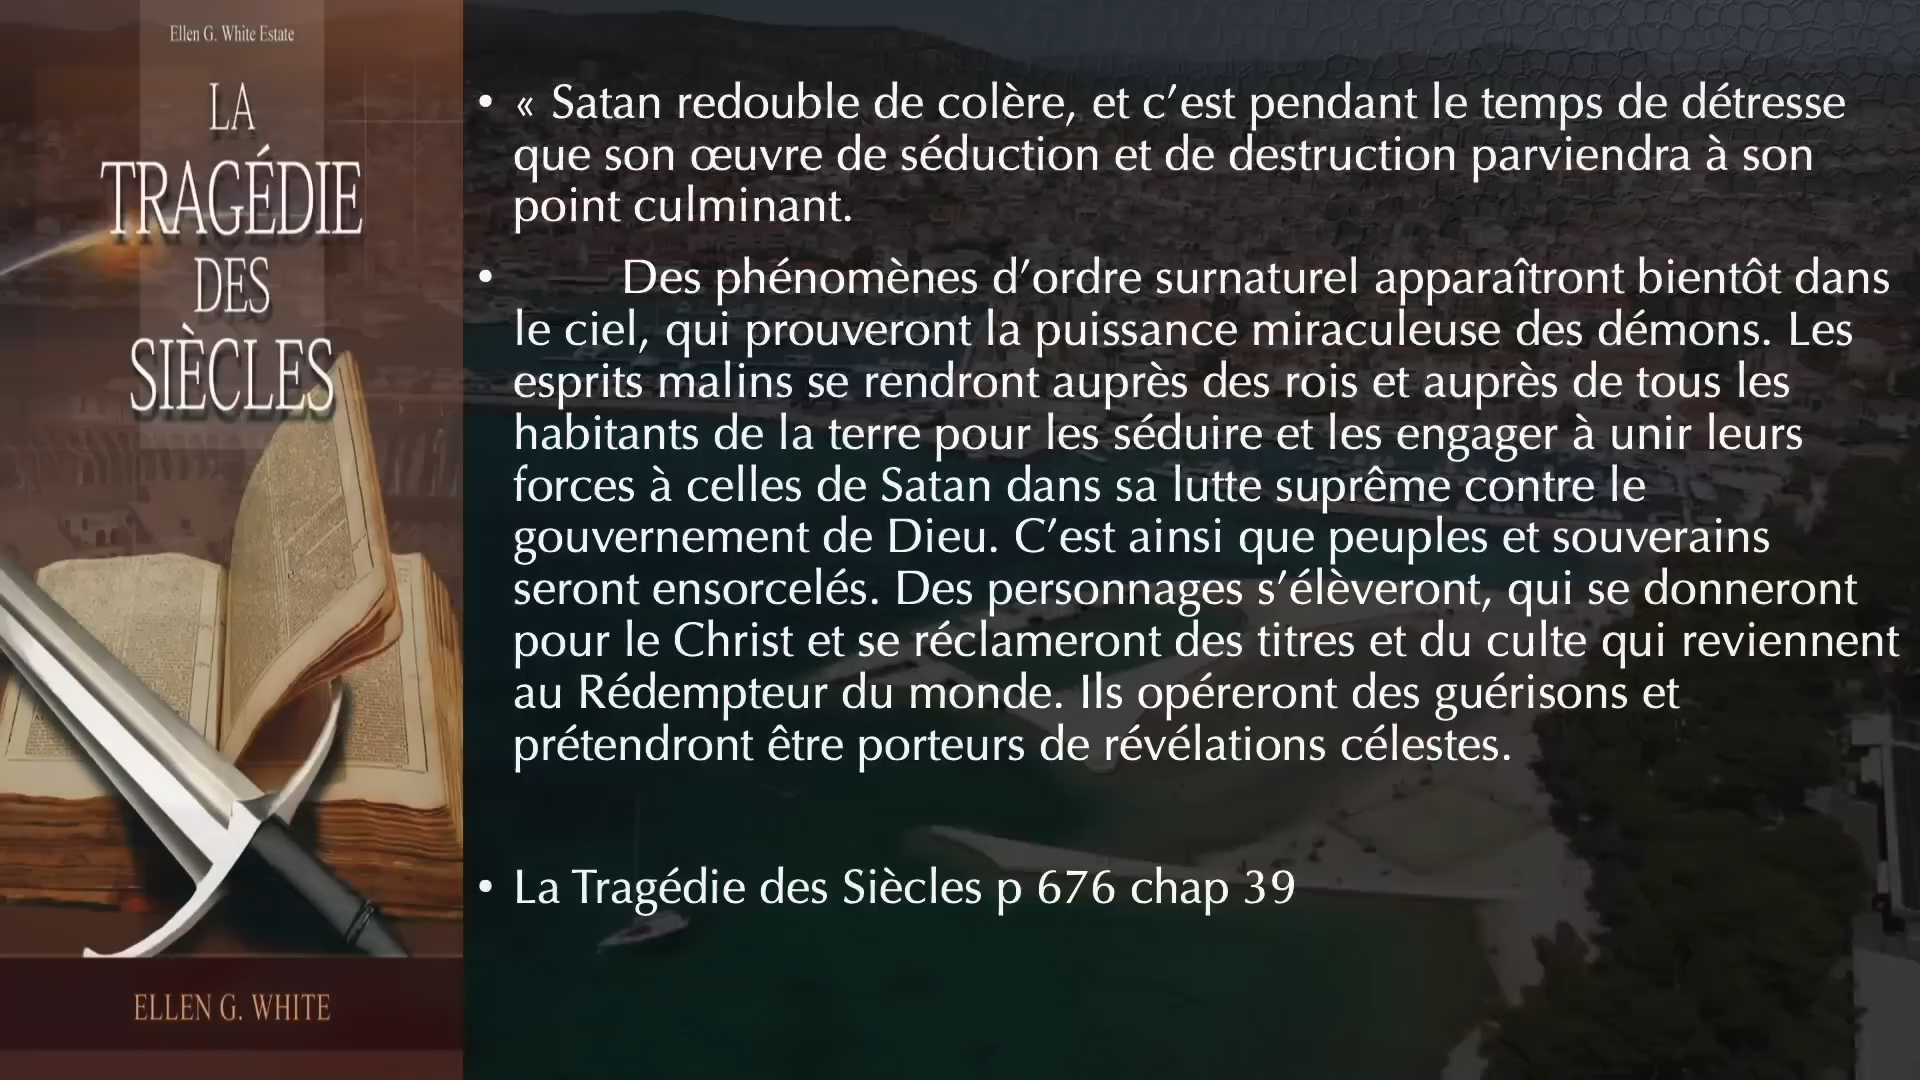 Ellen G. White Estate
LA
TRAGÉDIE
DES
SIÈCLES
ELLEN G. WHITE
• « Satan redouble de colère, et c’est pendant le temps de détresse
que son œuvre de séduction et de destruction parviendra à son
point culminant.
• Des phénomènes d’ordre surnaturel apparaîtront bientôt dans
le ciel, qui prouveront la puissance miraculeuse des démons. Les
esprits malins se rendront auprès des rois et auprès de tous les
habitants de la terre pour les séduire et les engager à unir leurs
forces à celles de Satan dans sa lutte suprême contre le
gouvernement de Dieu. C’est ainsi que peuples et souverains
seront ensorcelés. Des personnages s’élèveront, qui se donneront
pour le Christ et se réclameront des titres et du culte qui reviennent
au Rédempteur du monde. Ils opéreront des guérisons et
prétendront être porteurs de révélations célestes.
• La Tragédie des Siècles p 676 chap 39